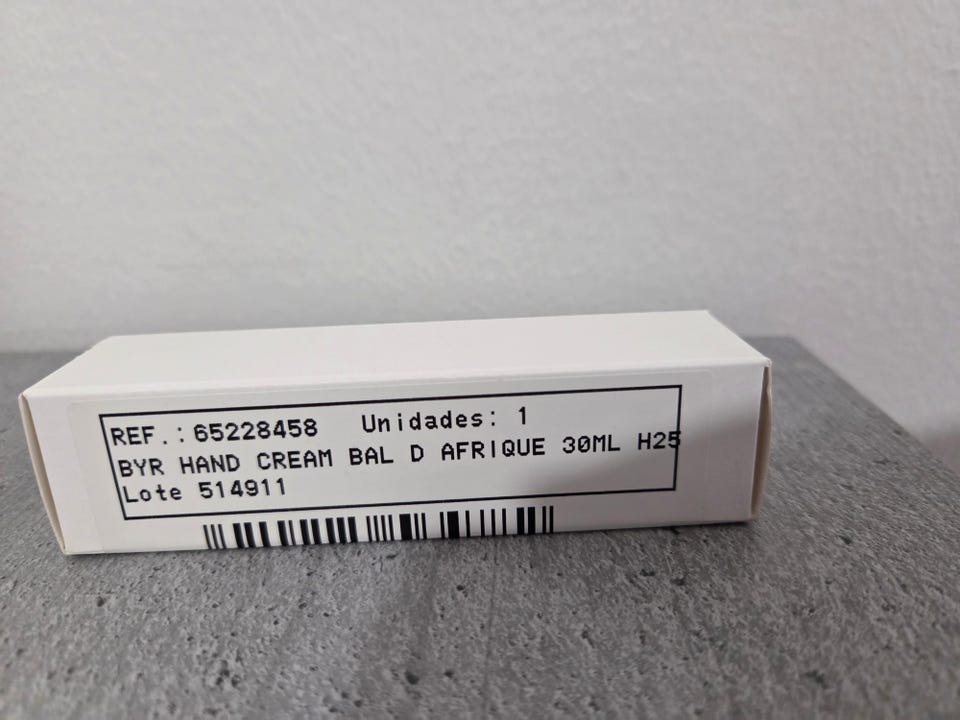 REF.:65228458 Unidades: 1
BYR HAND CREAM BAL D AFRIQUE 30ML H25
Lote 514911